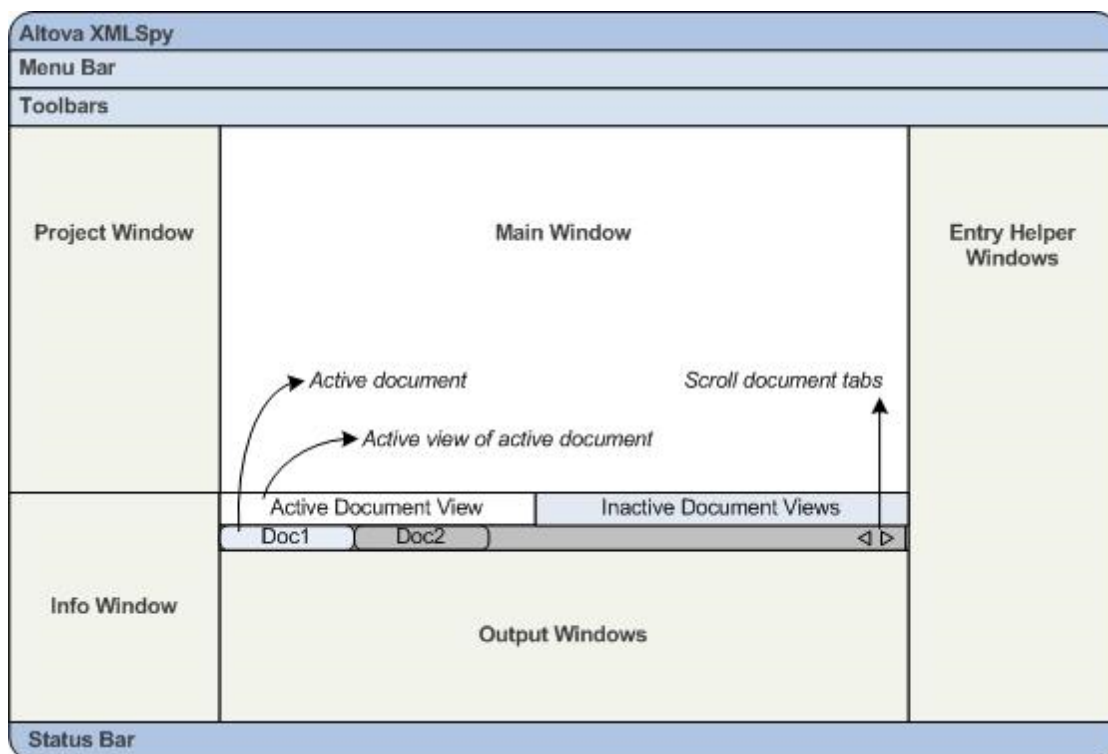 Altova XMLSpy
Menu Bar
Toolbars
Project Window
Main Window
Entry Helper
Windows
Active document
Scroll document tabs
Active view of active document
Active Document View
Inactive Document Views
Doc1
Doc2
Info Window
Output Windows
Status Bar